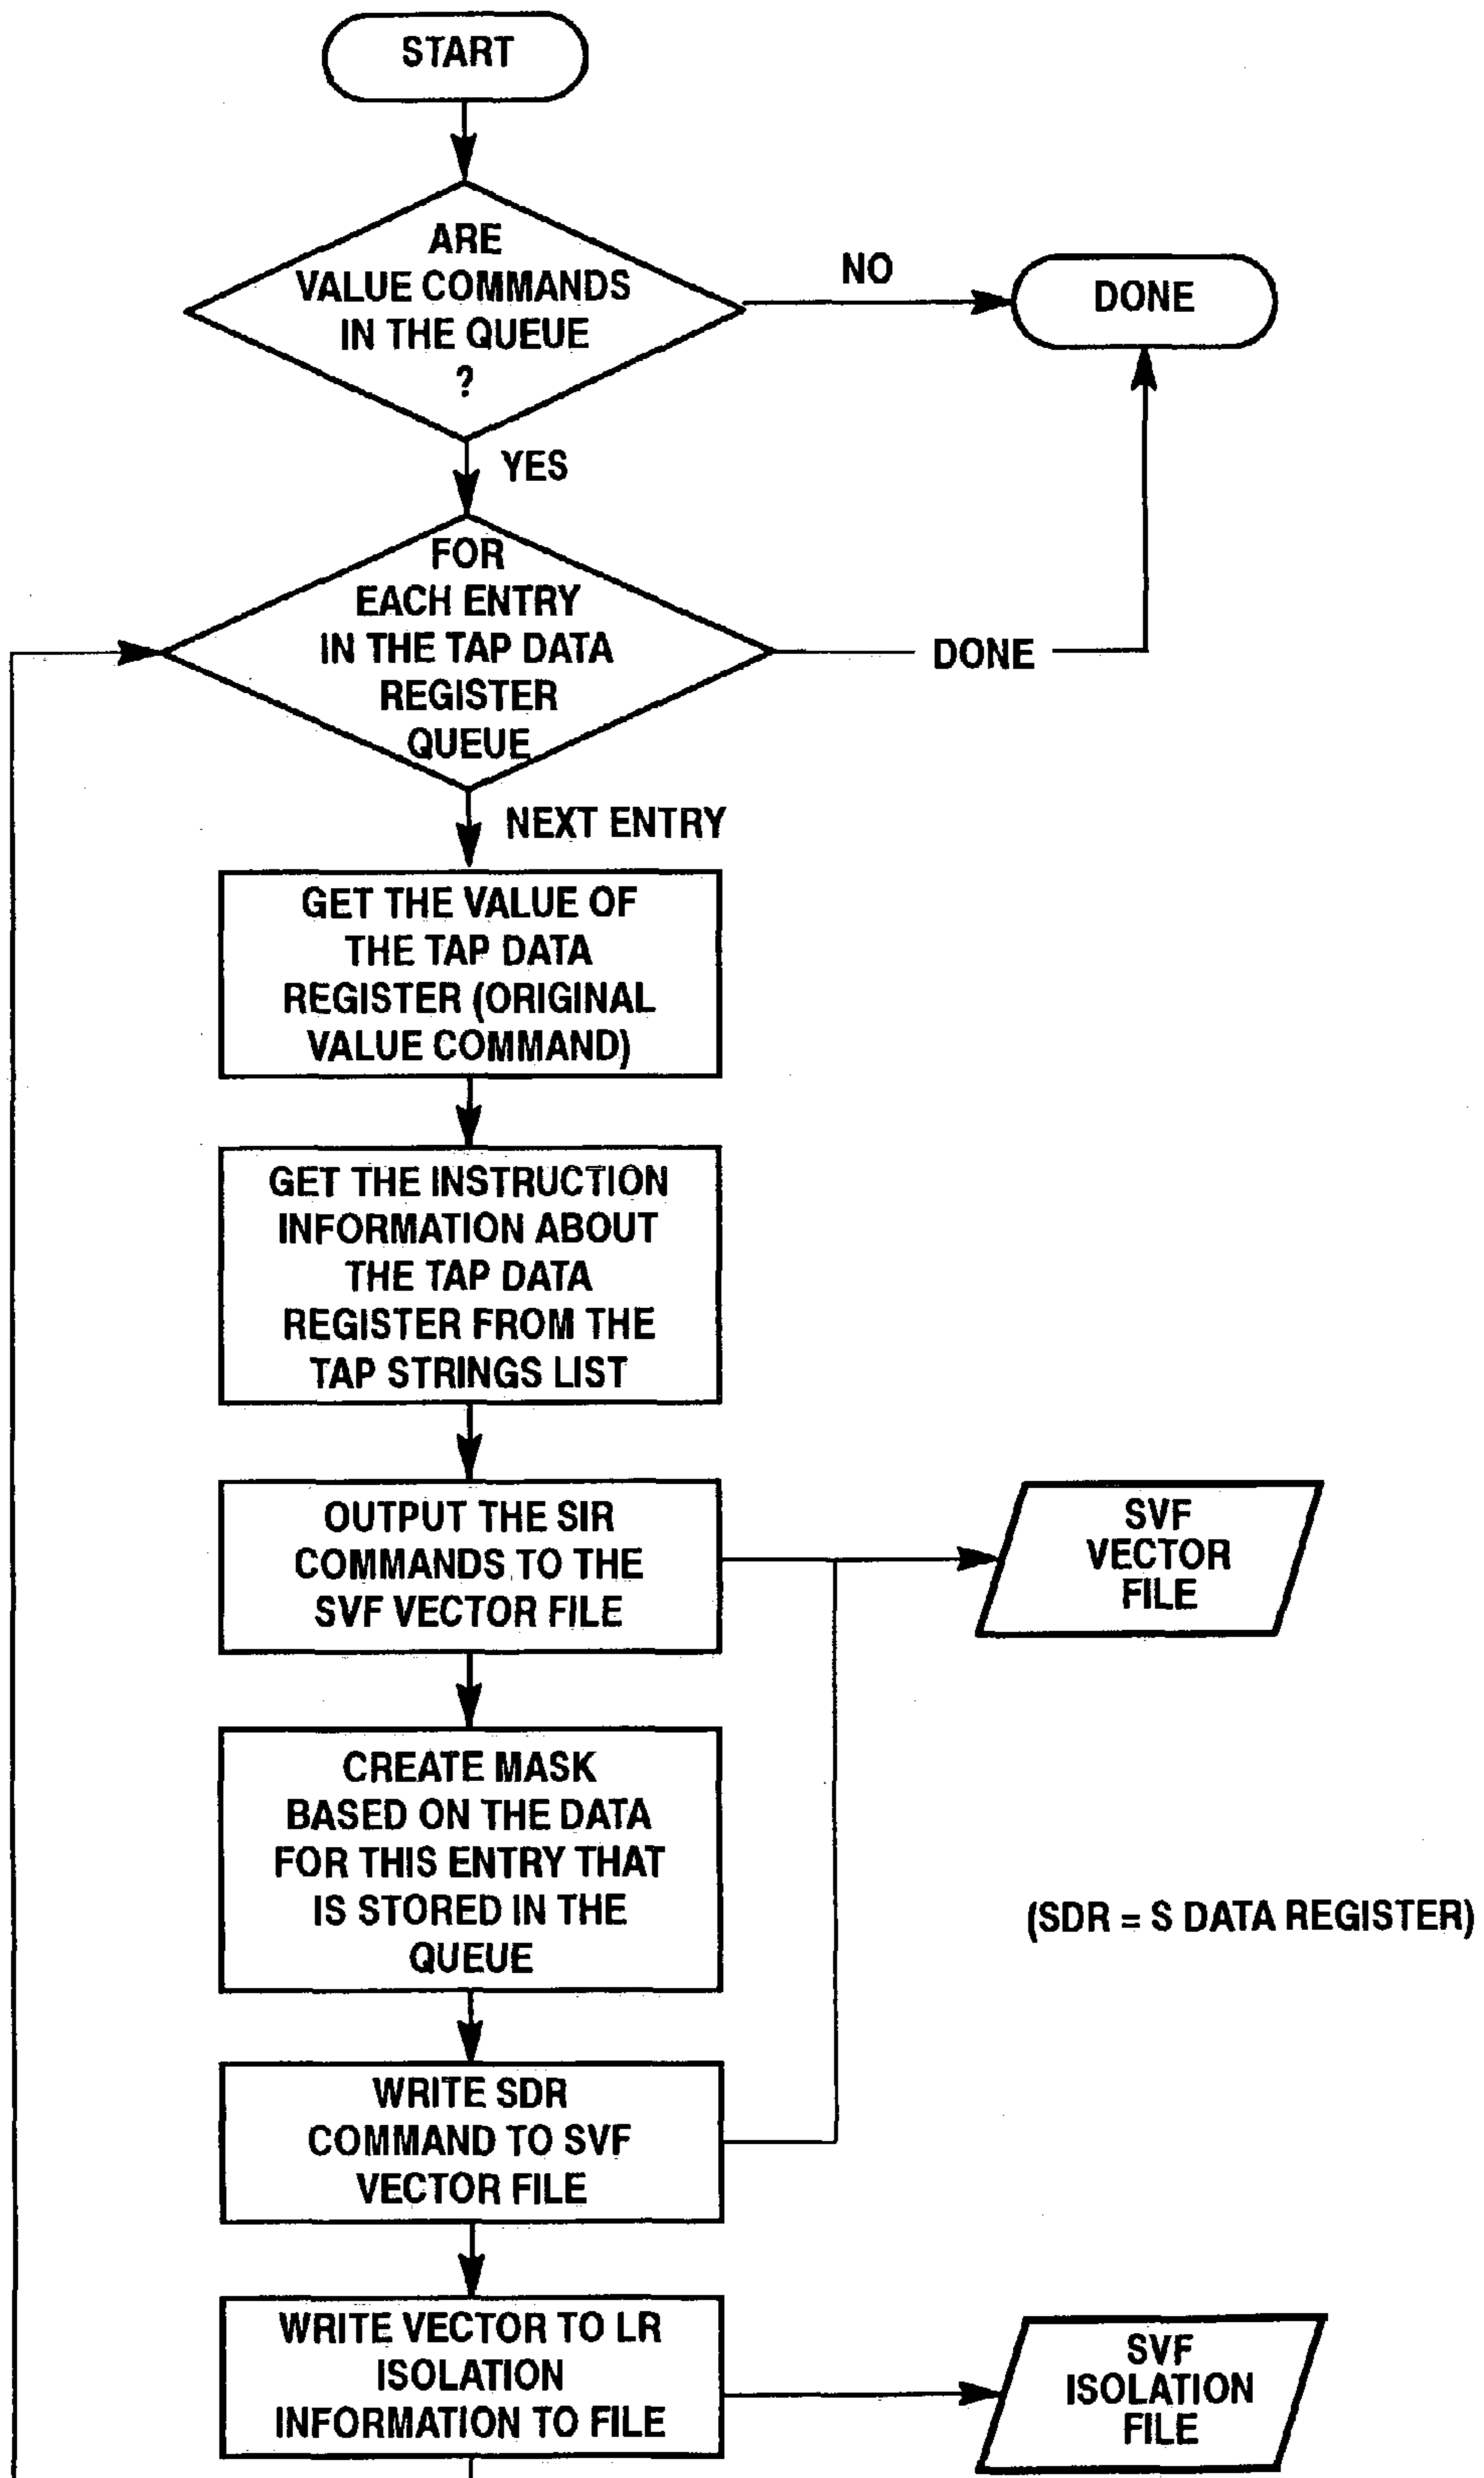 START
ARE
VALUE COMMANDS
IN THE QUEUE
?
NO
DONE
YES
FOR
EACH ENTRY
IN THE TAP DATA
REGISTER
QUEUE
DONE
NEXT ENTRY
GET THE VALUE OF
THE TAP DATA
REGISTER (ORIGINAL
VALUE COMMAND)
GET THE INSTRUCTION
INFORMATION ABOUT
THE TAP DATA
REGISTER FROM THE
TAP STRINGS LIST
OUTPUT THE SIR
COMMANDS TO THE
SVF VECTOR FILE
SVF
VECTOR
FILE
CREATE MASK
BASED ON THE DATA
FOR THIS ENTRY THAT
IS STORED IN THE
QUEUE
(SDR = S DATA REGISTER)
WRITE SDR
COMMAND TO SVF
VECTOR FILE
WRITE VECTOR TO LR
ISOLATION
INFORMATION TO FILE
SVF
ISOLATION
FILE